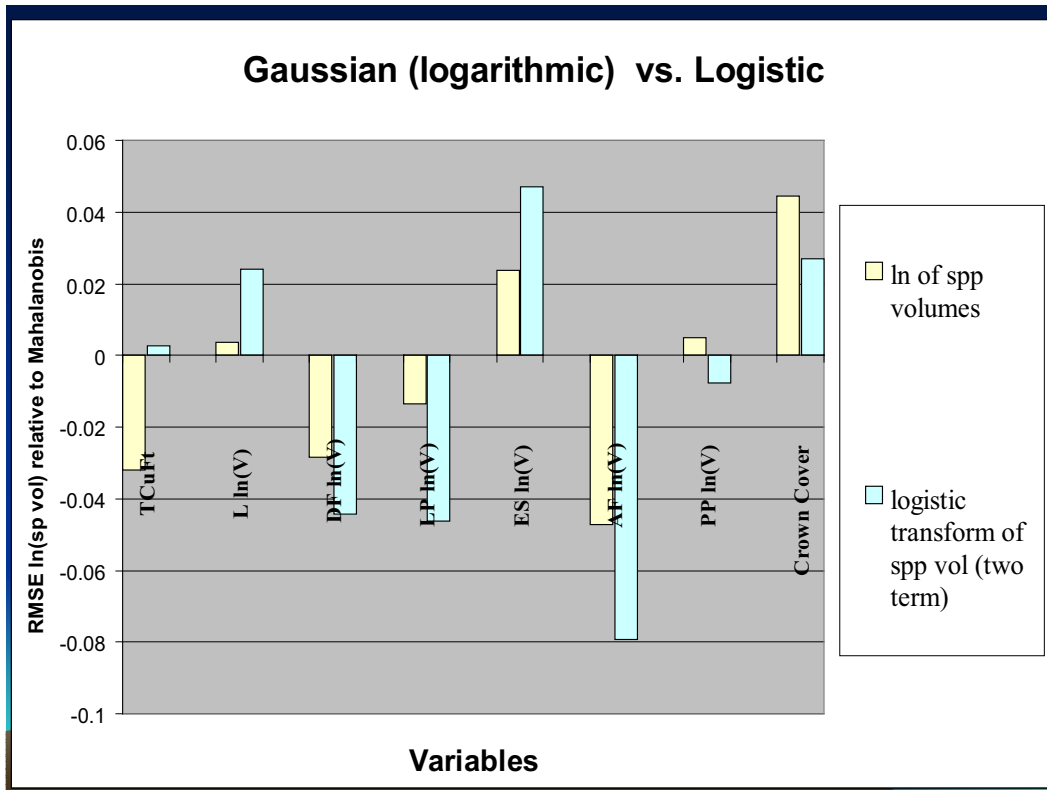 Gaussian (logarithmic) vs. Logistic
RMSE ln(sp vol) relative to Mahalanobis
0.06
0.04
0.02
0
-0.02
-0.04
-0.06
-0.08
-0.1
TCuFt
L ln(V)
DF ln(V)
LP ln(V)
ES ln(V)
AF ln(V)
PP ln(V)
Crown Cover
Variables
ln of spp
volumes
logistic
transform of
spp vol (two
term)